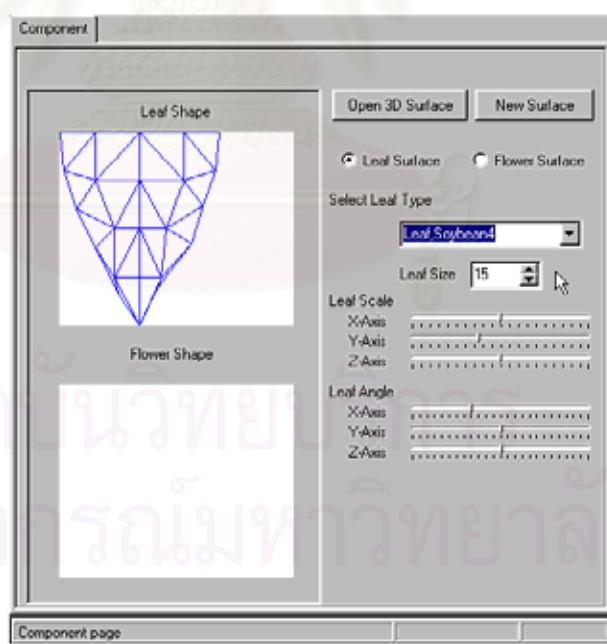 Component
Leaf Shape
Flower Shape
Open 3D Surface
New Surface
Leaf Surface
Flower Surface
Select Leaf Type
Leaf,Soybean4
Leaf Size 15
Leaf Scale
X-Axis
Y-Axis
Z-Axis
Leaf Angle
X-Axis
Y-Axis
Z-Axis
Component page